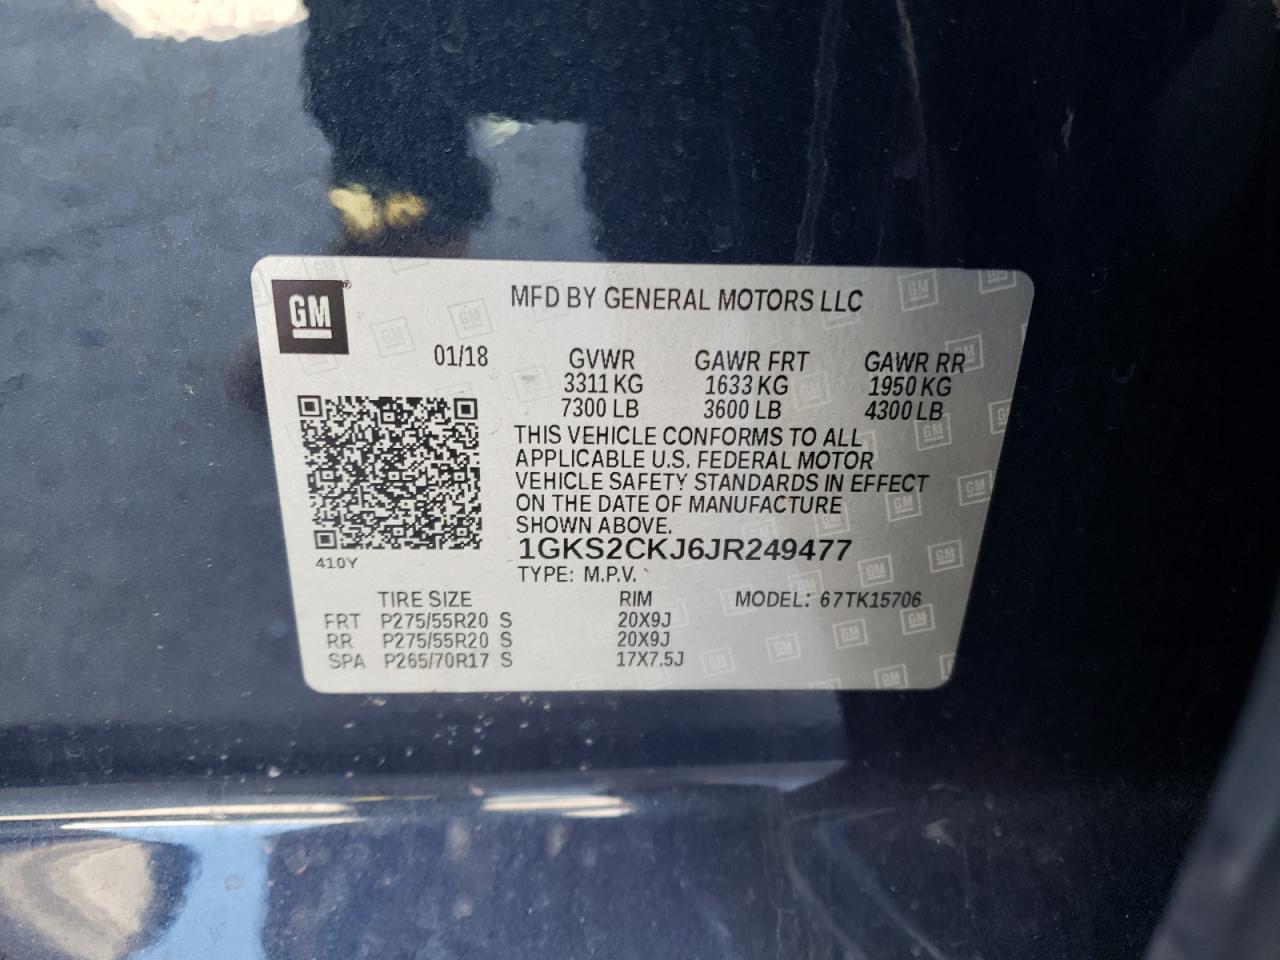 GM
MFD BY GENERAL MOTORS LLC
01/18 GVWR GAWR FRT GAWR RR
3311 KG 1633 KG 1950 KG
7300 LB 3600 LB 4300 LB
THIS VEHICLE CONFORMS TO ALL
APPLICABLE U.S. FEDERAL MOTOR
VEHICLE SAFETY STANDARDS IN EFFECT
ON THE DATE OF MANUFACTURE
SHOWN ABOVE.
1GKS2CKJ6JR249477
410Y
TYPE: M.P.V.
TIRE SIZE RIM MODEL: 67TK15706
FRT P275/55R20 S 20X9J
RR P275/55R20 S 20X9J
SPA P265/70R17 S 17X7.5J